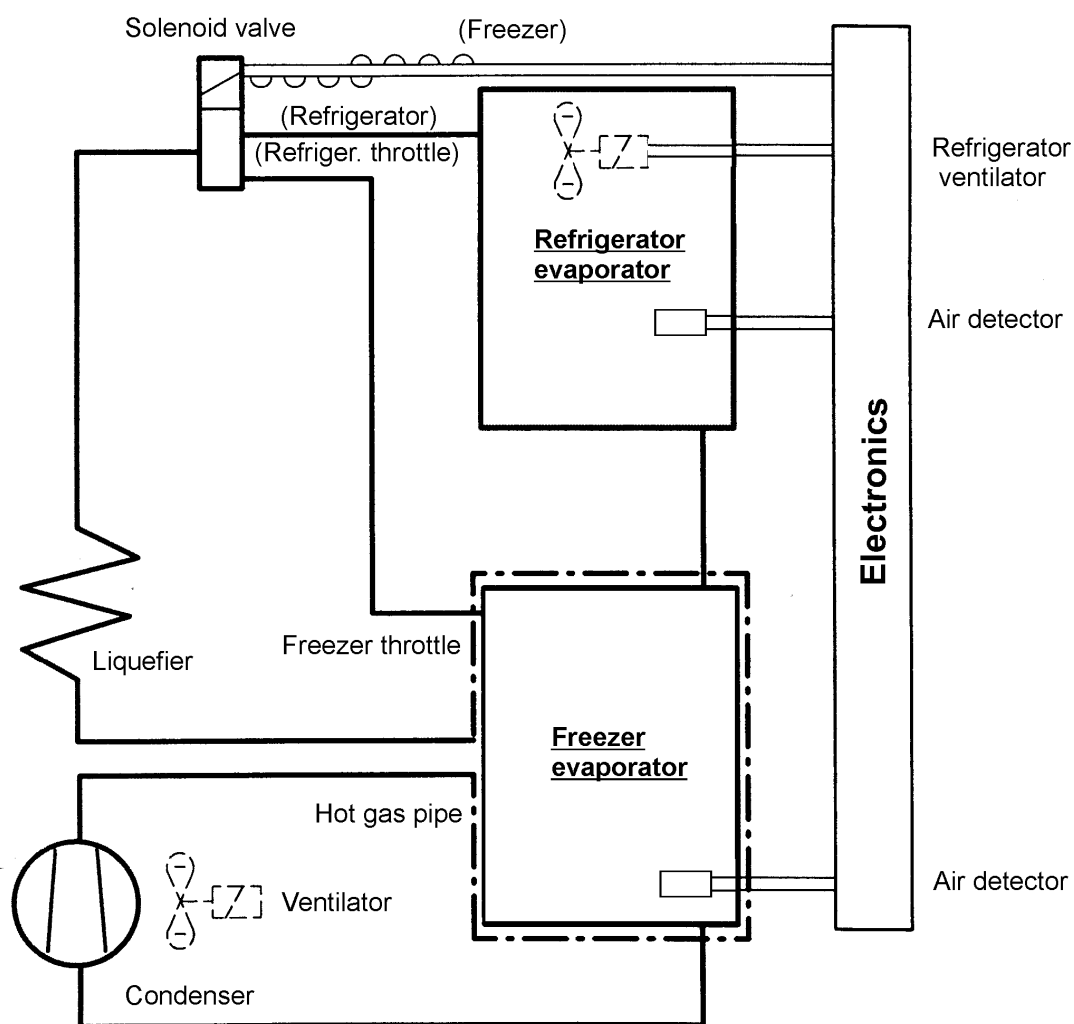 Solenoid valve
(Freezer)
(Refrigerator)
(Refriger. throttle)
Refrigerator
ventilator
Refrigerator
evaporator
Air detector
Electronics
Freezer throttle
Liquefier
Freezer
evaporator
Hot gas pipe
Air detector
Ventilator
Condenser